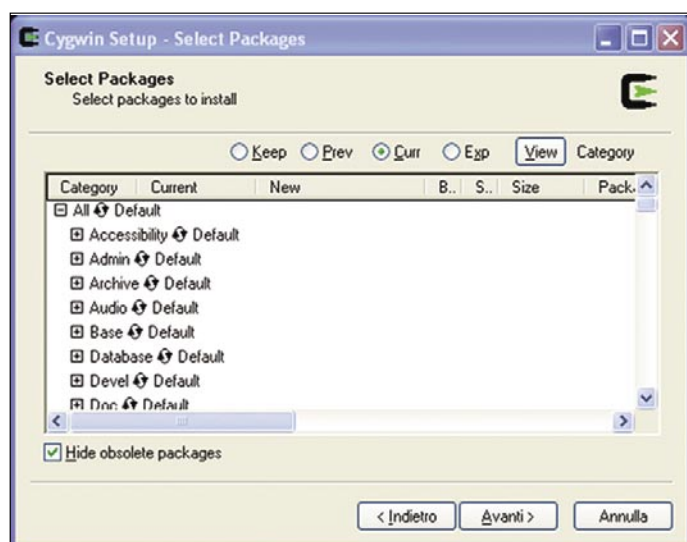 Cygwin Setup - Select Packages
Select Packages
Select packages to install
Keep Prev Curr Exp View Category
Category Current New B.. S.. Size Pack
All Default
Accessibility Default
Admin Default
Archive Default
Audio Default
Base Default
Database Default
Devel Default
Doc Default
Hide obsolete packages
< Indietro Avanti > Annulla